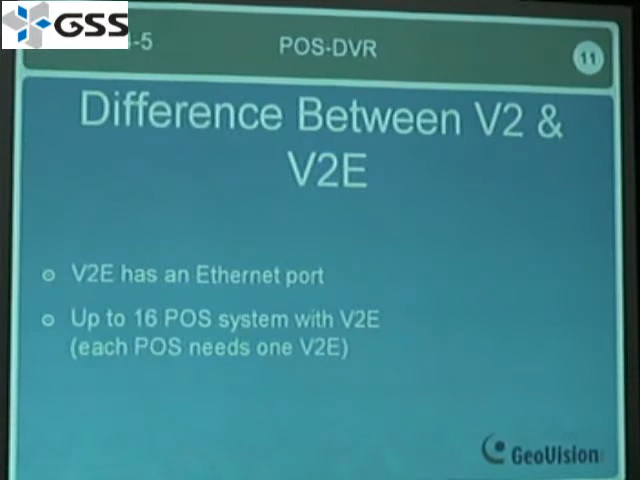 GSS
-5
POS-DVR
11
Difference Between V2 &
V2E
V2E has an Ethernet port
Up to 16 POS system with V2E
(each POS needs one V2E)
GeoVision